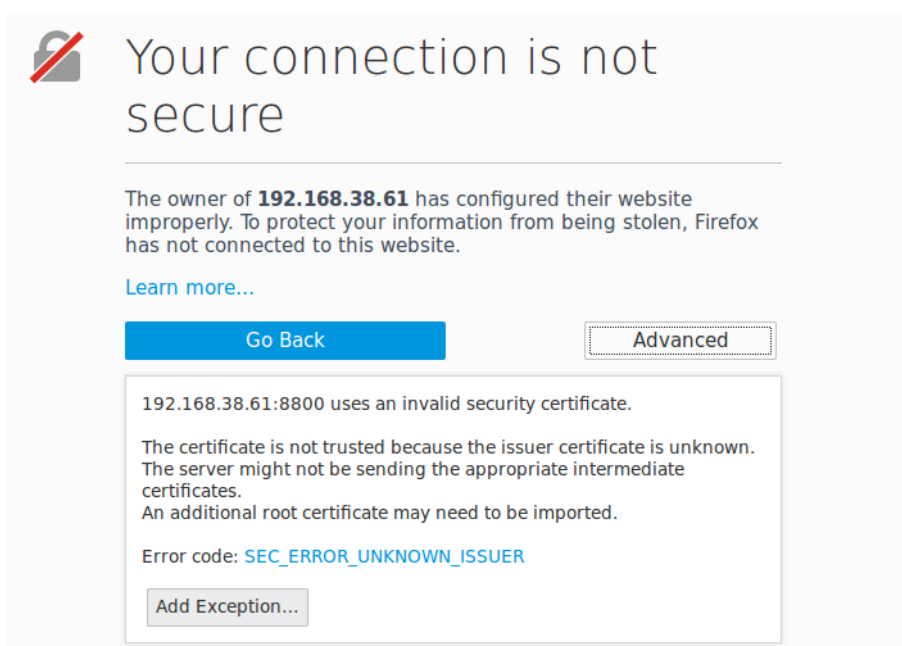 Your connection is not
secure
The owner of 192.168.38.61 has configured their website
improperly. To protect your information from being stolen, Firefox
has not connected to this website.
Learn more...
Go Back
Advanced
192.168.38.61:8800 uses an invalid security certificate.
The certificate is not trusted because the issuer certificate is unknown.
The server might not be sending the appropriate intermediate
certificates.
An additional root certificate may need to be imported.
Error code: SEC_ERROR_UNKNOWN_ISSUER
Add Exception...